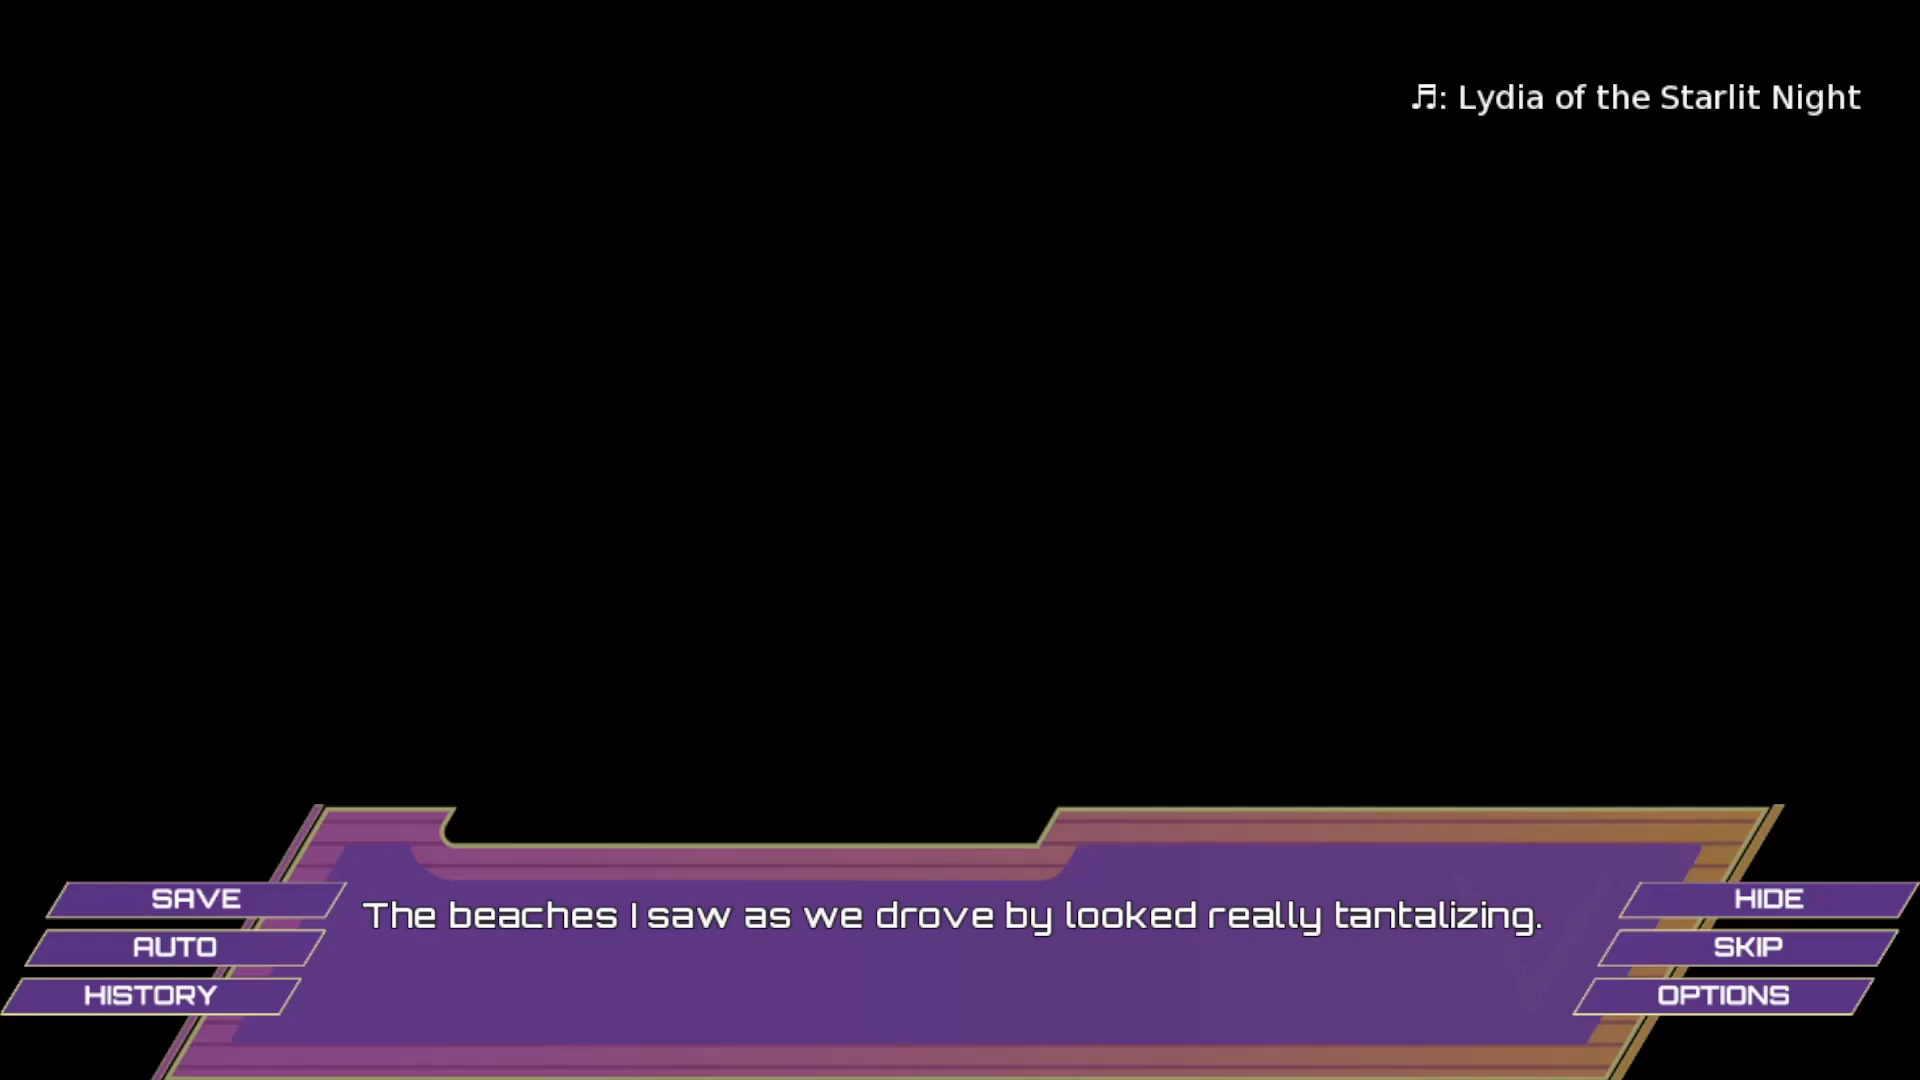 ♬: Lydia of the Starlit Night
SAVE
AUTO
HISTORY
The beaches I saw as we drove by looked really tantalizing.
HIDE
SKIP
OPTIONS